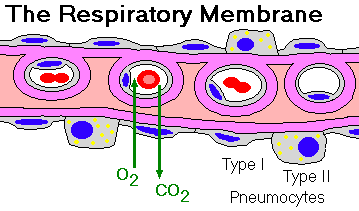 The Respiratory Membrane
O2
CO2
Type I
Type II
Pneumocytes